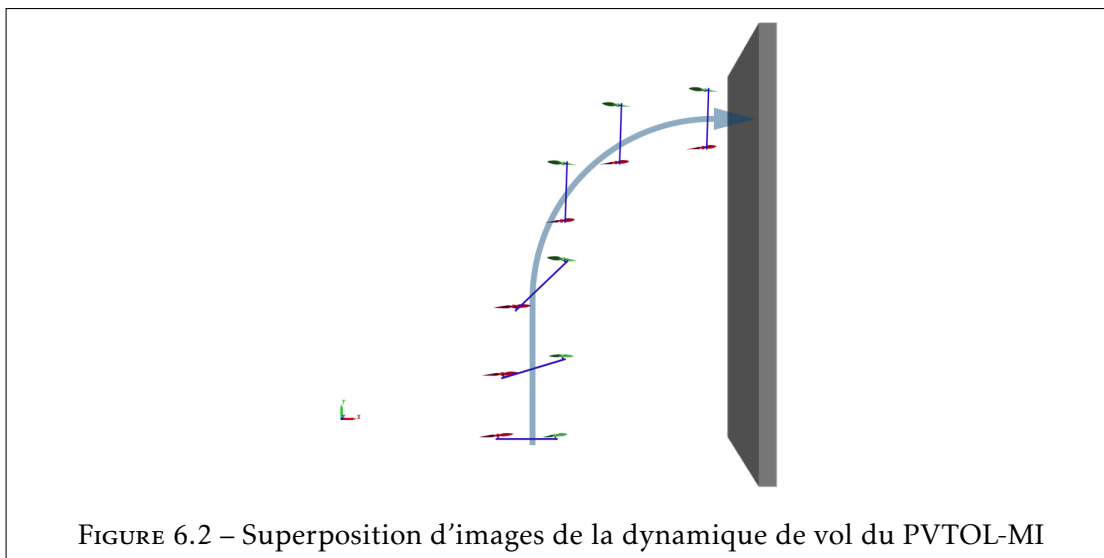 Y
X
FIGURE 6.2 – Superposition d'images de la dynamique de vol du PVTOL-MI